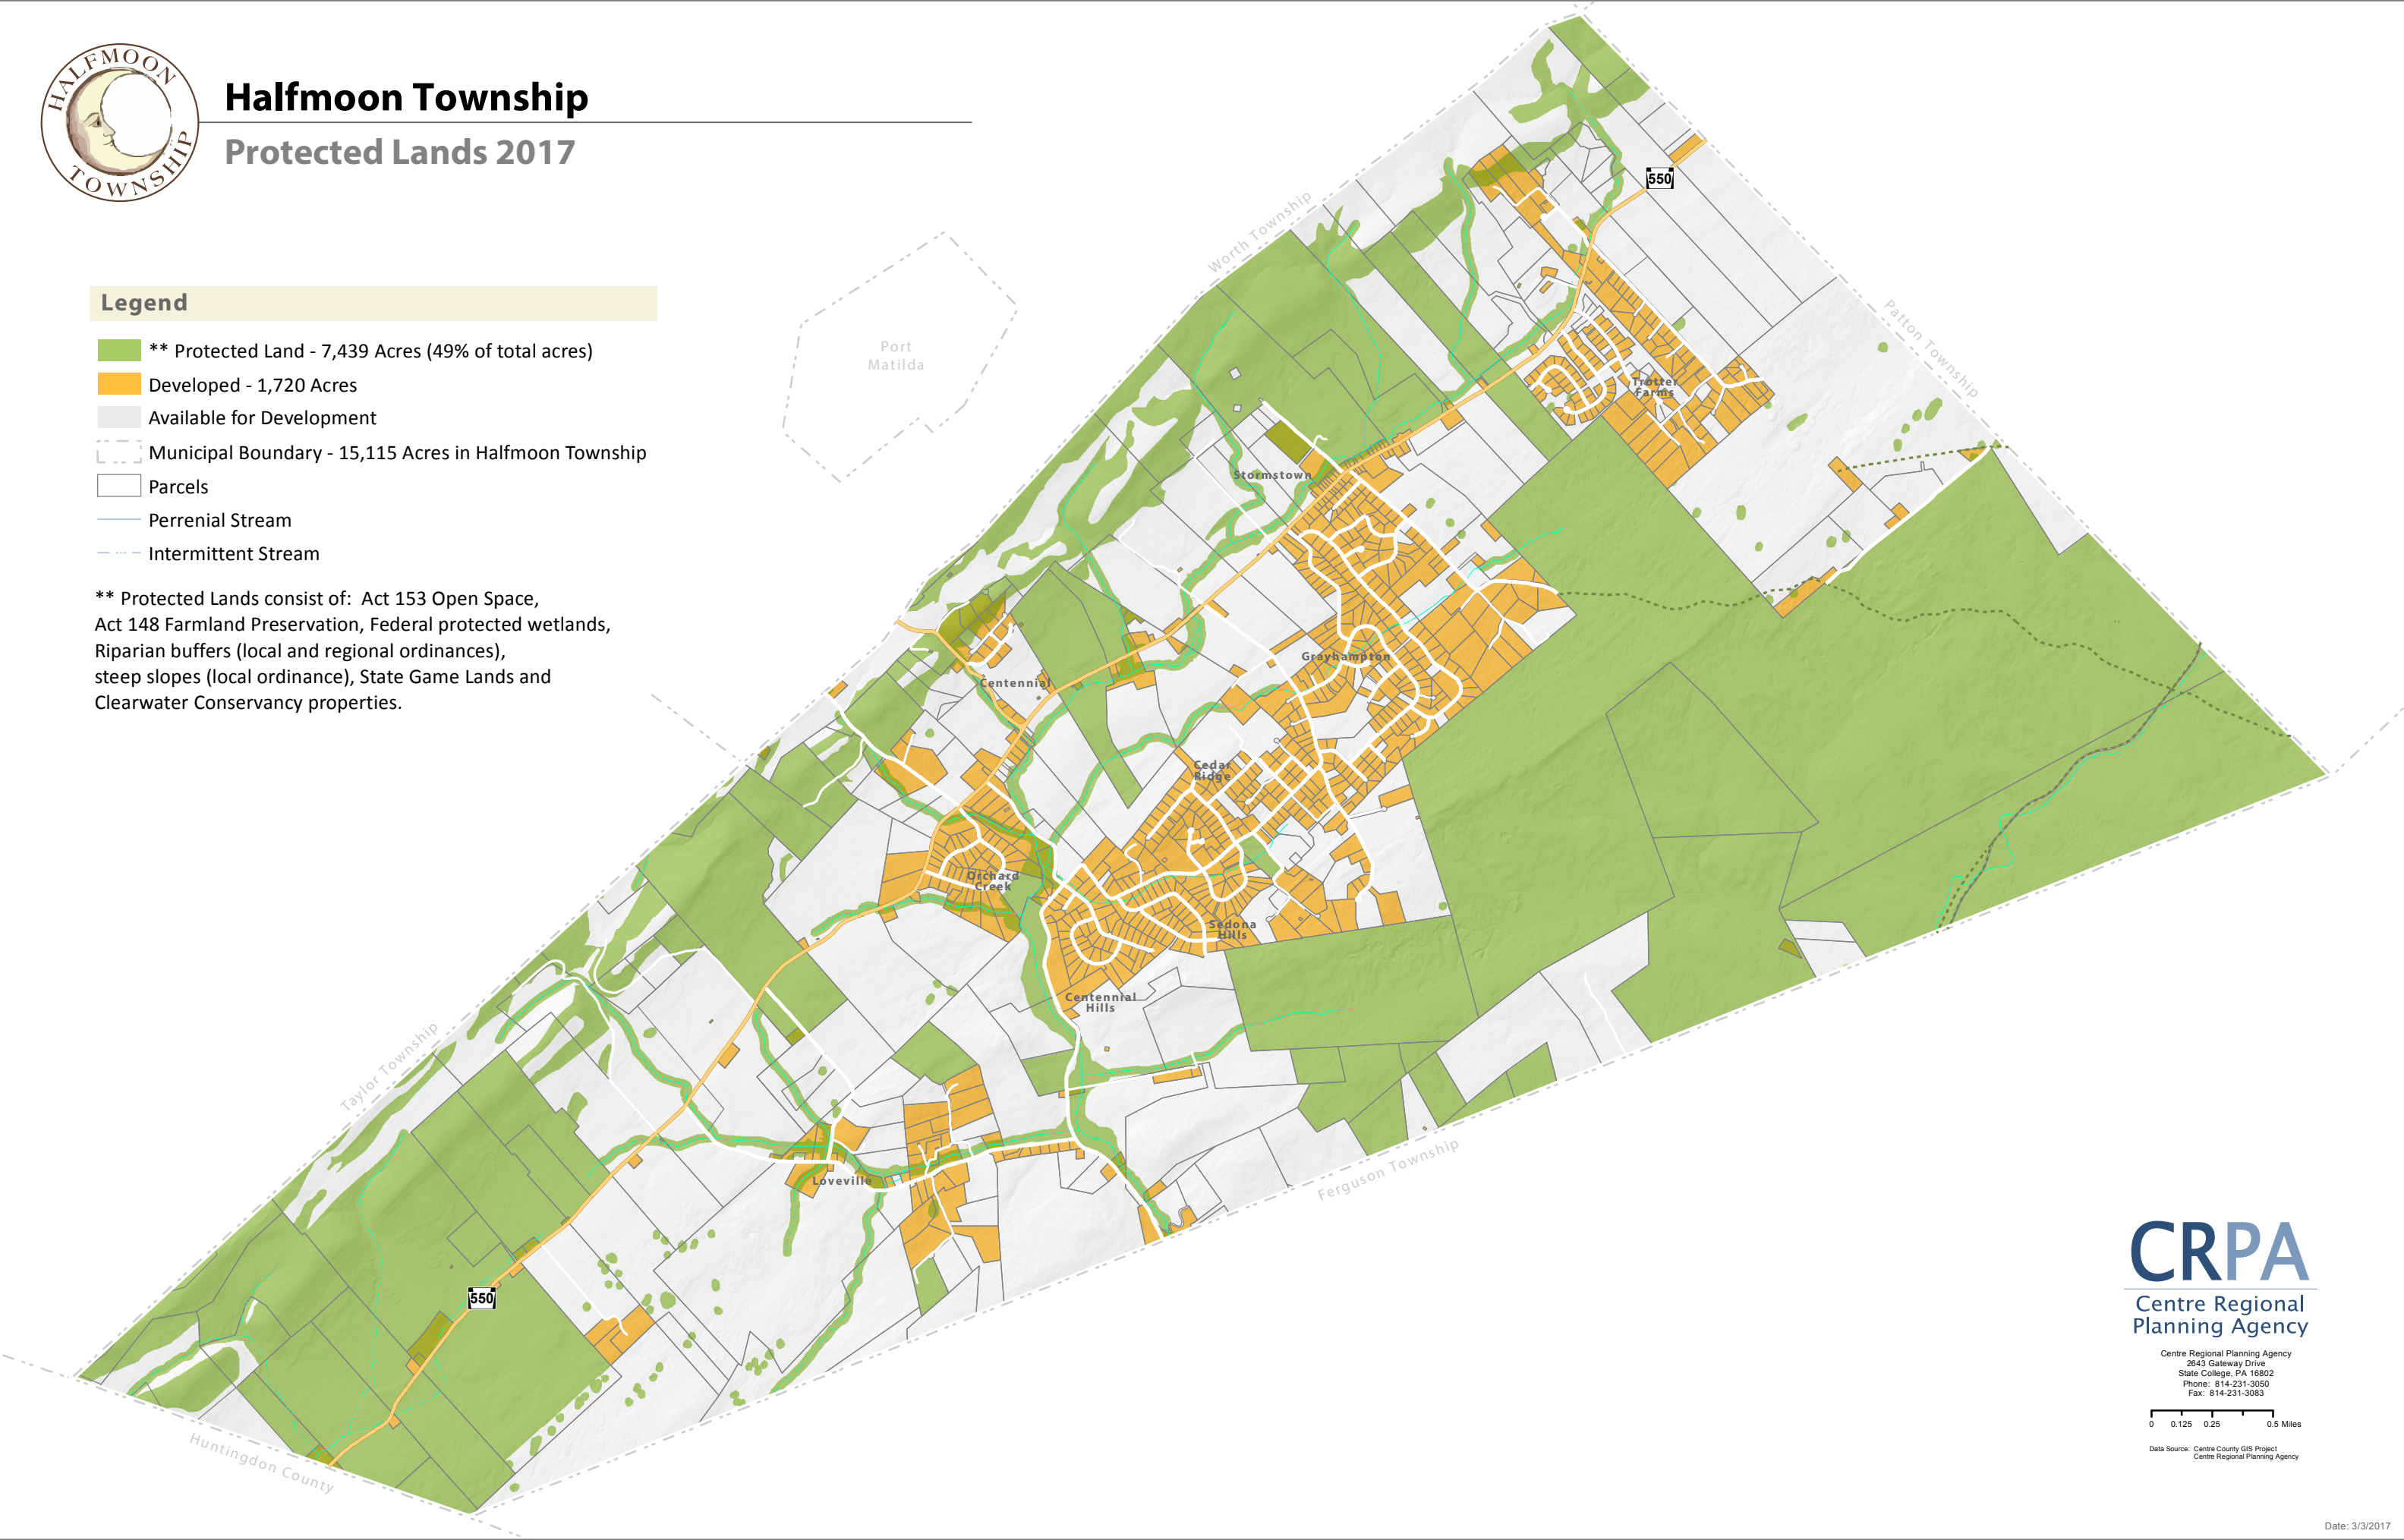 HALFMOON
TOWNSHIP
Halfmoon Township
Protected Lands 2017
Legend
** Protected Land - 7,439 Acres (49% of total acres)
Developed - 1,720 Acres
Available for Development
Municipal Boundary - 15,115 Acres in Halfmoon Township
Parcels
Perrenial Stream
Intermittent Stream
** Protected Lands consist of:  Act 153 Open Space,
Act 148 Farmland Preservation, Federal protected wetlands,
Riparian buffers (local and regional ordinances),
steep slopes (local ordinance), State Game Lands and
Clearwater Conservancy properties.
Port
Matilda
Worth Township
550
Patton Township
Trotter
Farms
Stormstown
Grayhampton
Centennial
Cedar
Ridge
Orchard
Creek
Sedona
Hills
Centennial
Hills
Taylor Township
Loveville
Ferguson Township
550
Huntingdon County
CRPA
Centre Regional
Planning Agency
Centre Regional Planning Agency
2643 Gateway Drive
State College, PA 16802
Phone:  814-231-3050
Fax:  814-231-3083
0 0.125 0.25 0.5 Miles
Data Source:  Centre County GIS Project
Centre Regional Planning Agency
Date: 3/3/2017